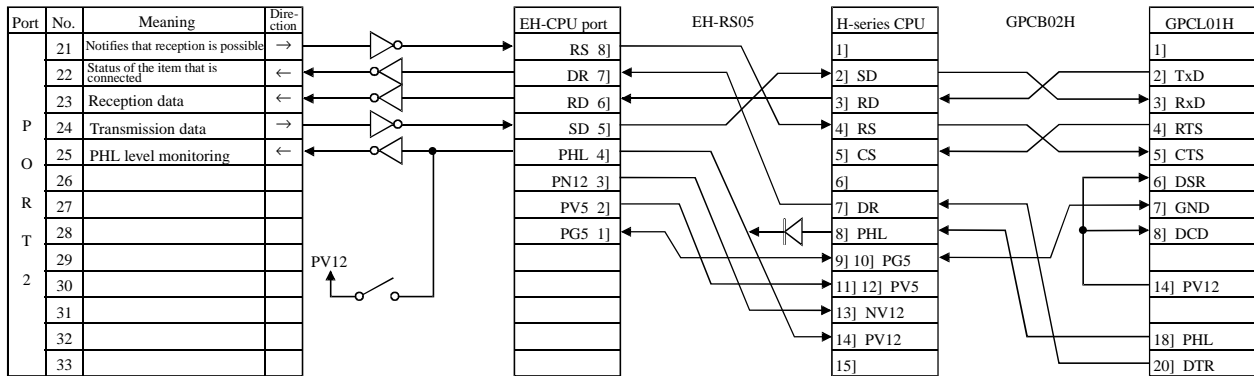 Port No. Meaning Dire-ction EH-CPU port EH-RS05 H-series CPU GPCB02H GPCL01H
21 Notifies that reception is possible → RS 8] 1] 1]
22 Status of the item that is connected ← DR 7] 2] SD 2] TxD
23 Reception data ← RD 6] 3] RD 3] RxD
P 24 Transmission data → SD 5] 4] RS 4] RTS
O 25 PHL level monitoring ← PHL 4] 5] CS 5] CTS
26 PN12 3] 6] 6] DSR
R 27 PV5 2] 7] DR 7] GND
T 28 PG5 1] 8] PHL 8] DCD
29 PV12 9] 10] PG5
2 30 11] 12] PV5 14] PV12
31 13] NV12
32 14] PV12 18] PHL
33 15] 20] DTR